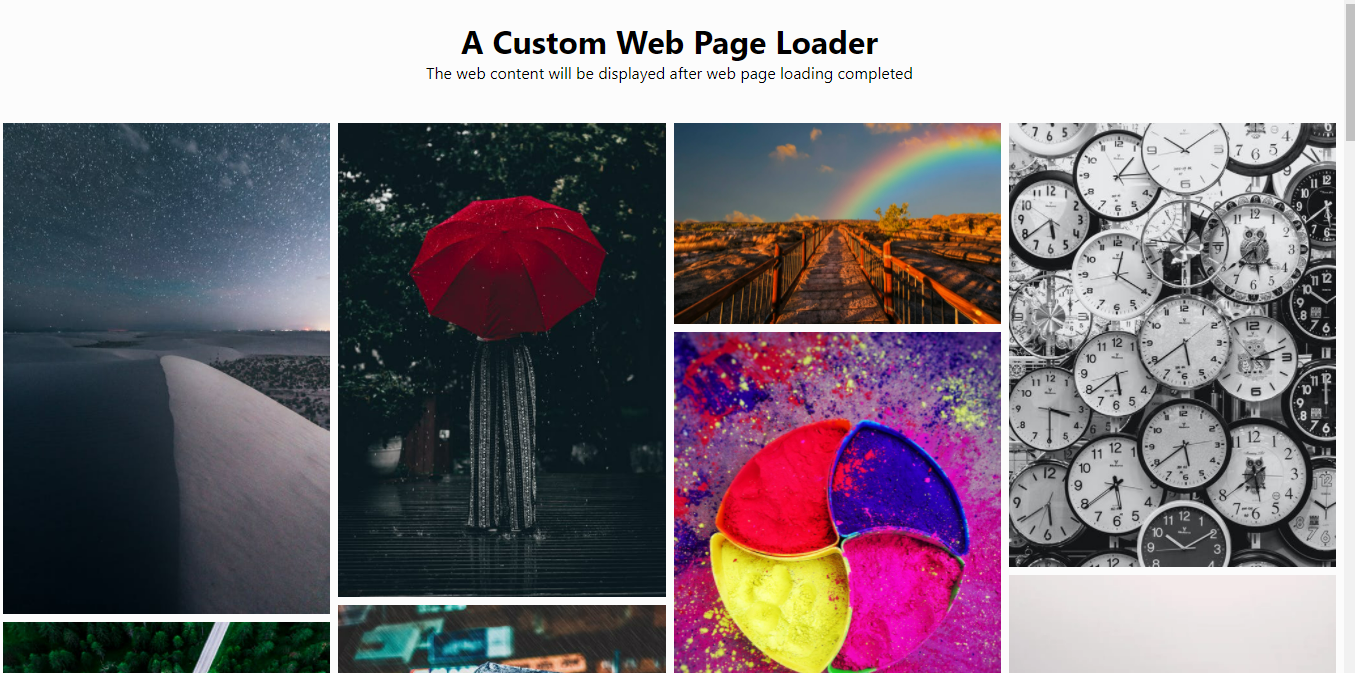 A Custom Web Page Loader
The web content will be displayed after web page loading completed